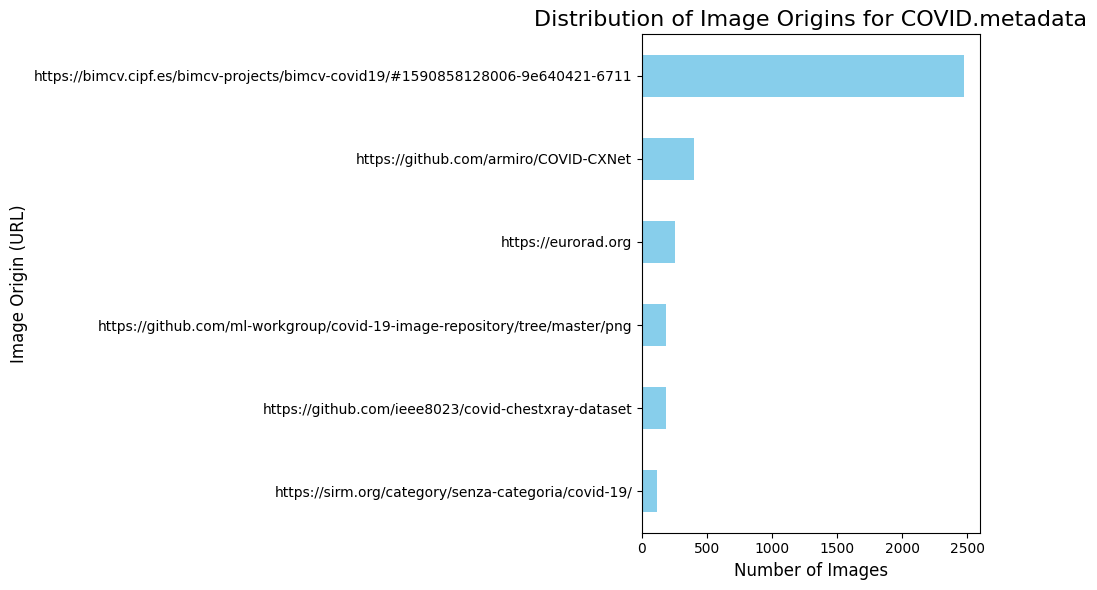 Distribution of Image Origins for COVID.metadata
https://bimcv.cipf.es/bimcv-projects/bimcv-covid19/#1590858128006-9e640421-6711
https://github.com/armiro/COVID-CXNet
https://eurorad.org
https://github.com/ml-workgroup/covid-19-image-repository/tree/master/png
https://github.com/ieee8023/covid-chestxray-dataset
https://sirm.org/category/senza-categoria/covid-19/
Image Origin (URL)
0 500 1000 1500 2000 2500
Number of Images